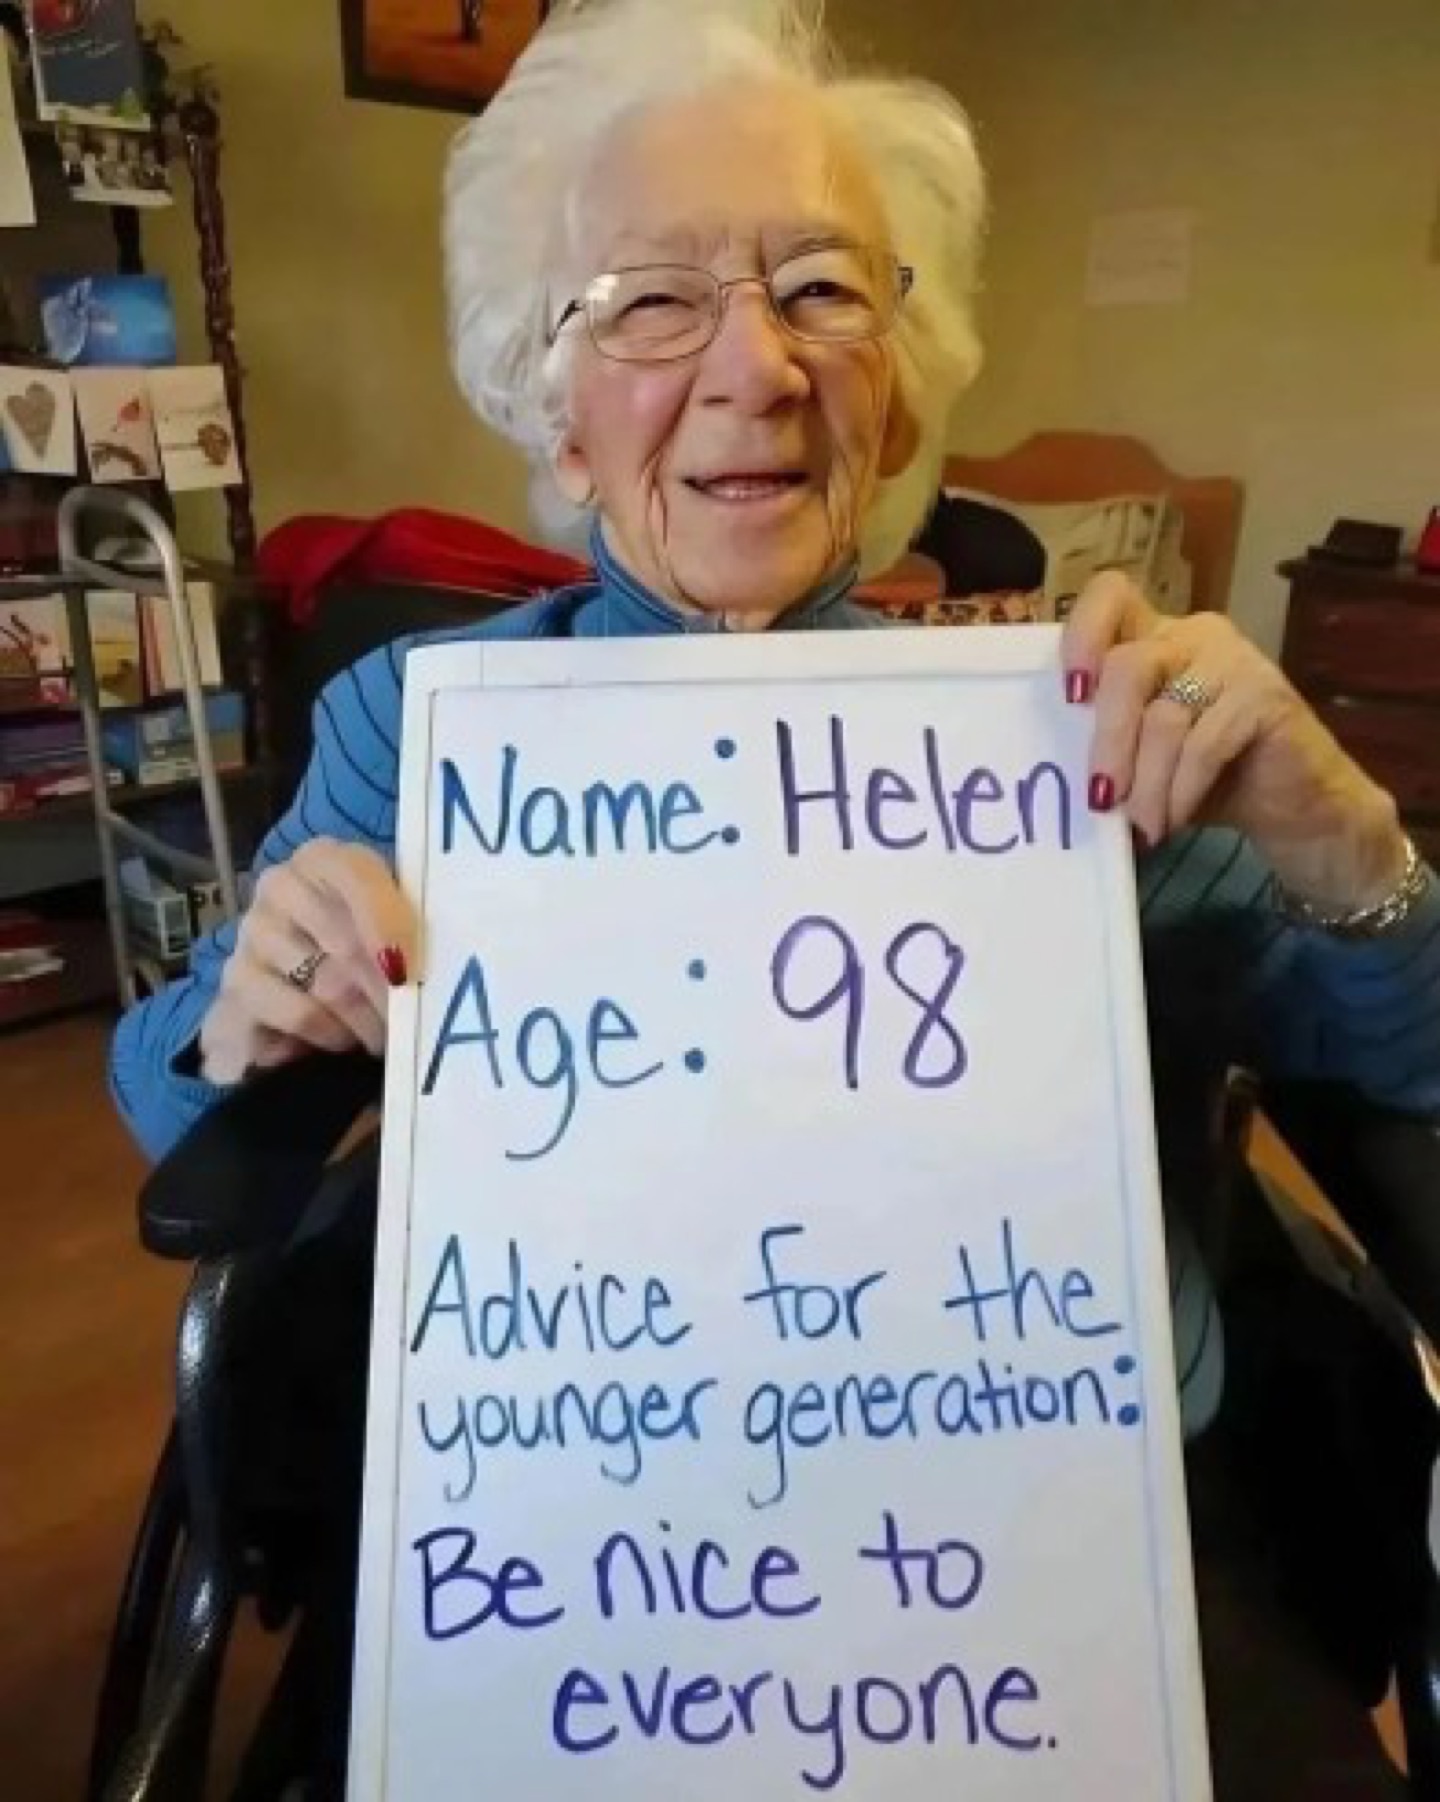 Name: Helen
Age: 98
Advice for the
younger generation:
Be nice to
everyone.